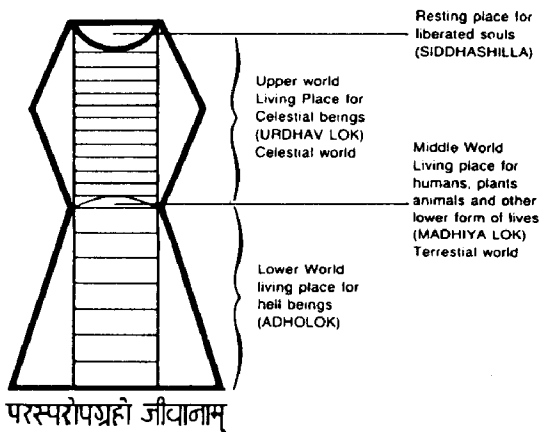 Resting place for
liberated souls
(SIDDHASHILLA)
Upper world
Living Place for
Celestial beings
(URDHAV LOK)
Celestial world
Middle World
Living place for
humans, plants
animals and other
lower form of lives
(MADHIYA LOK)
Terrestial world
Lower World
living place for
hell beings
(ADHOLOK)
परस्परोपग्रहो जीवानाम्